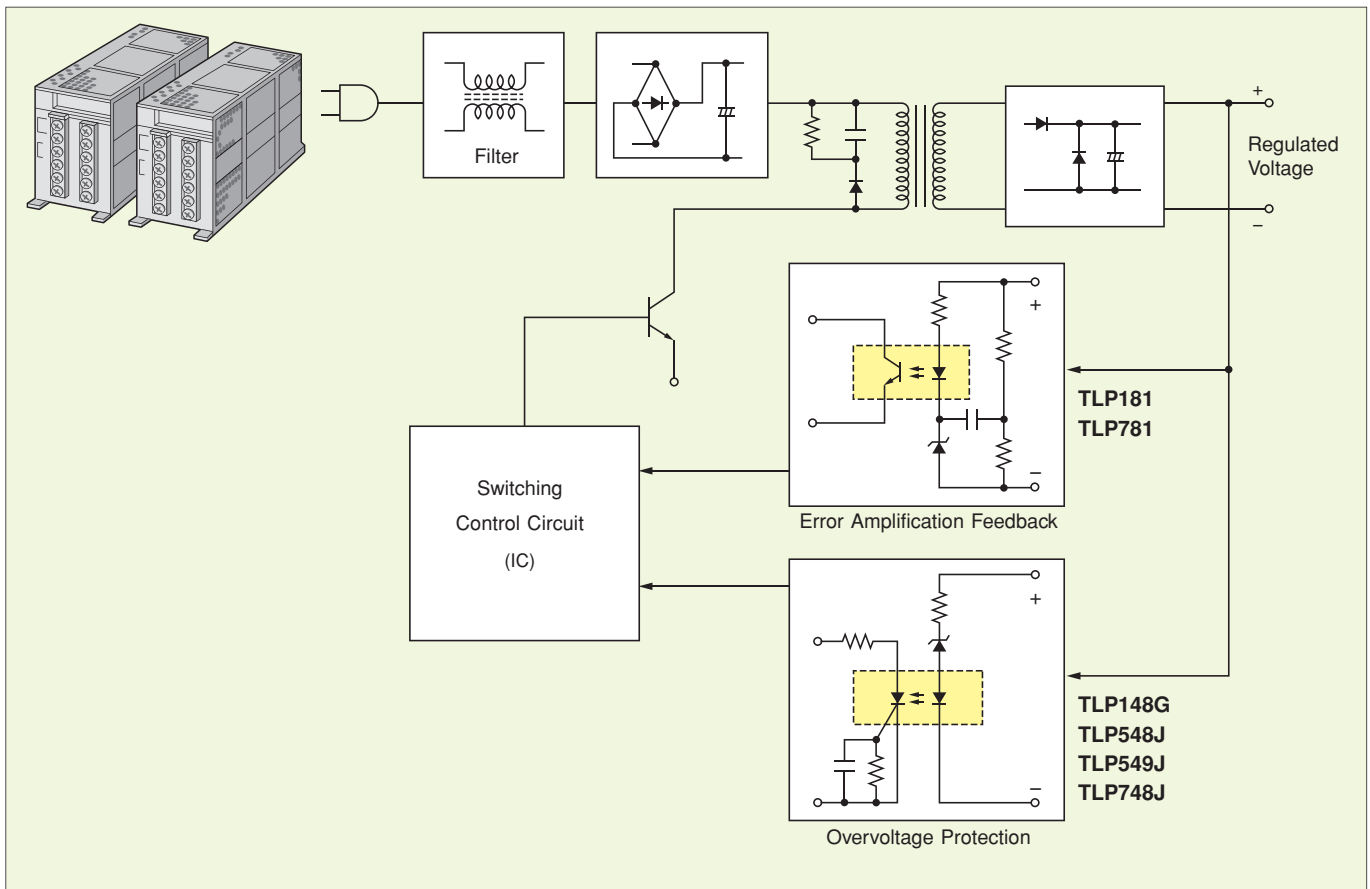 Filter
+
Regulated
Voltage
−
+
TLP181
TLP781
−
Error Amplification Feedback
Switching
Control Circuit
(IC)
+
TLP148G
TLP548J
TLP549J
TLP748J
−
Overvoltage Protection